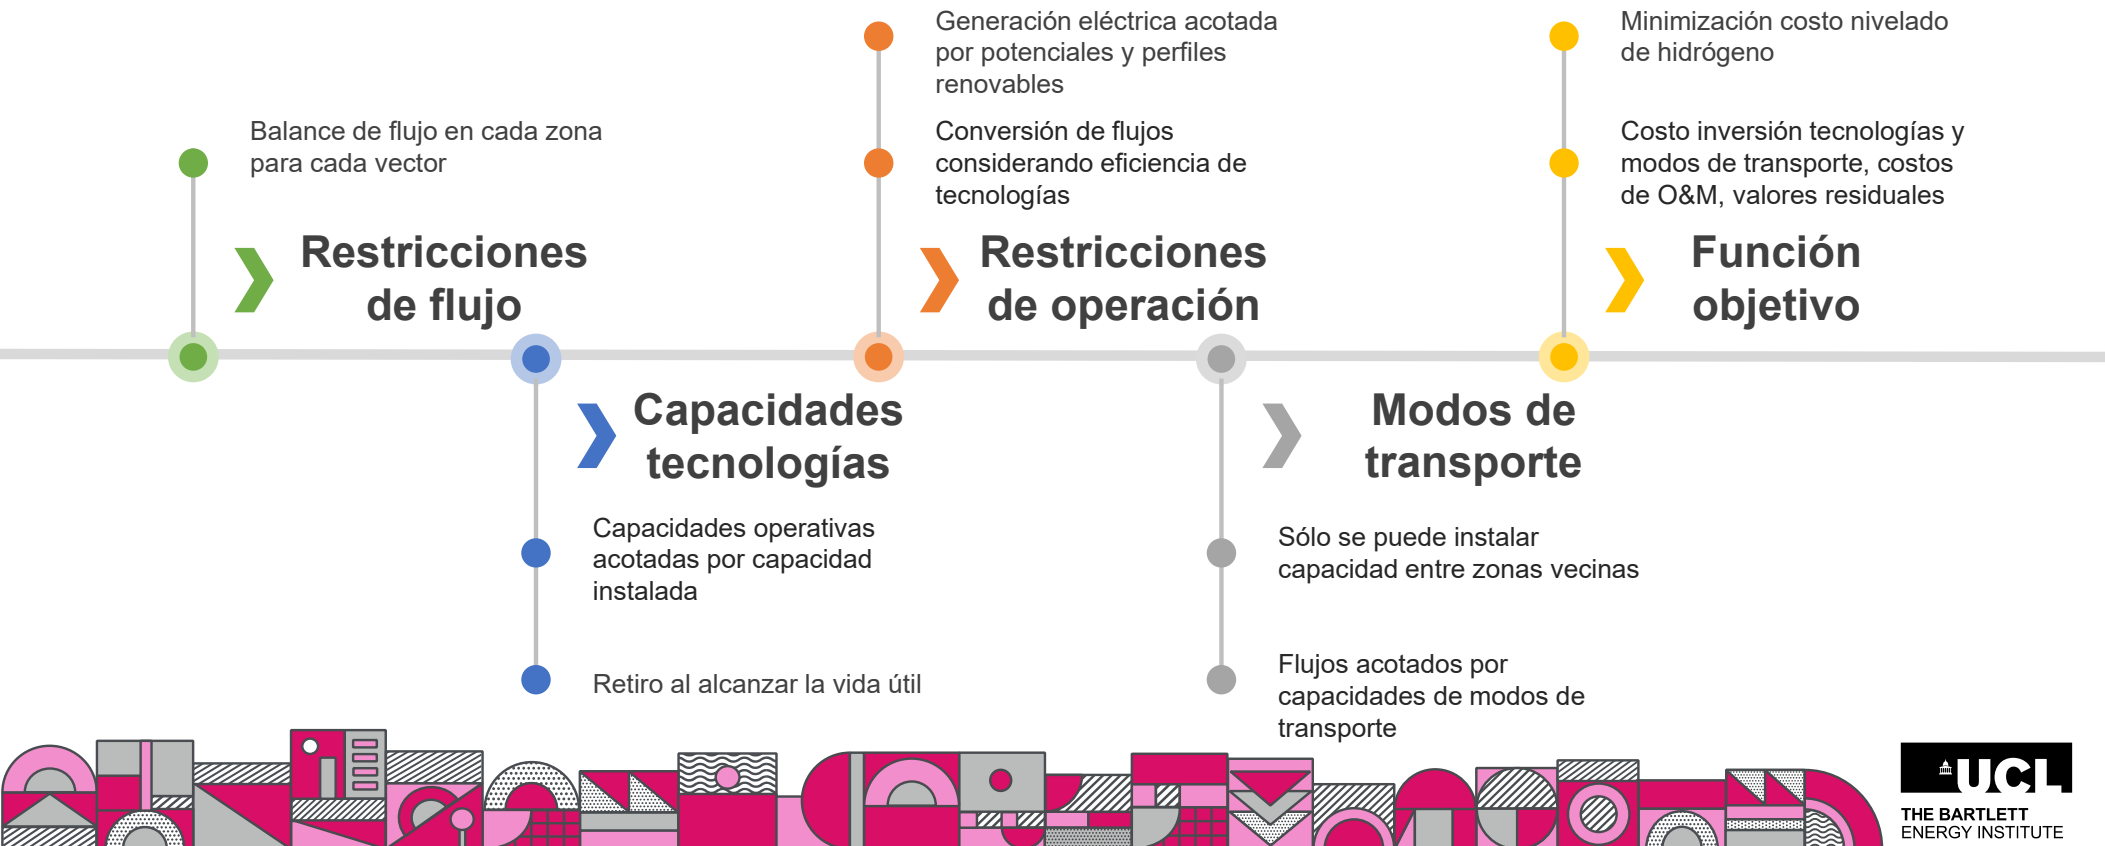 Balance de flujo en cada zona
para cada vector
Restricciones
de flujo
Capacidades
tecnologías
Capacidades operativas
acotadas por capacidad
instalada
Retiro al alcanzar la vida útil
Generación eléctrica acotada
por potenciales y perfiles
renovables
Conversión de flujos
considerando eficiencia de
tecnologías
Restricciones
de operación
Modos de
transporte
Sólo se puede instalar
capacidad entre zonas vecinas
Flujos acotados por
capacidades de modos de
transporte
Minimización costo nivelado
de hidrógeno
Costo inversión tecnologías y
modos de transporte, costos
de O&M, valores residuales
Función
objetivo
UCL
THE BARTLETT
ENERGY INSTITUTE